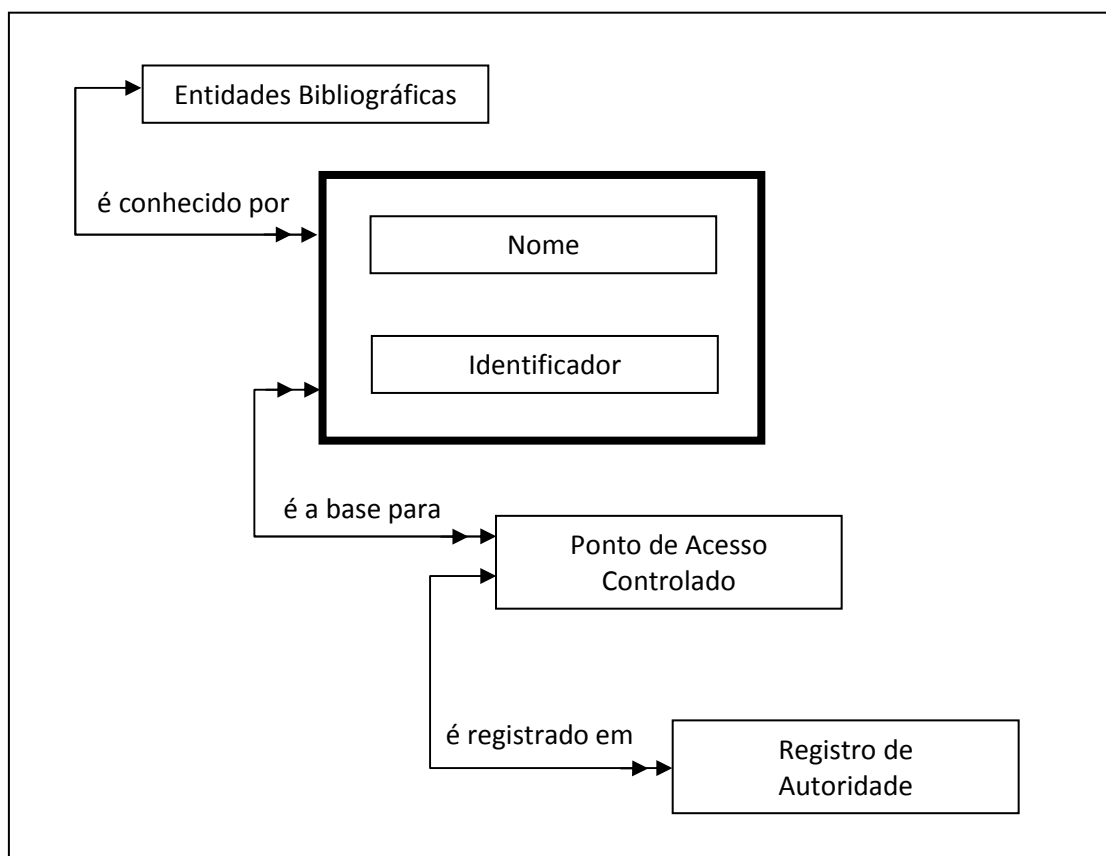 Entidades Bibliográficas
é conhecido por
Nome
Identificador
é a base para
Ponto de Acesso
Controlado
é registrado em
Registro de
Autoridade